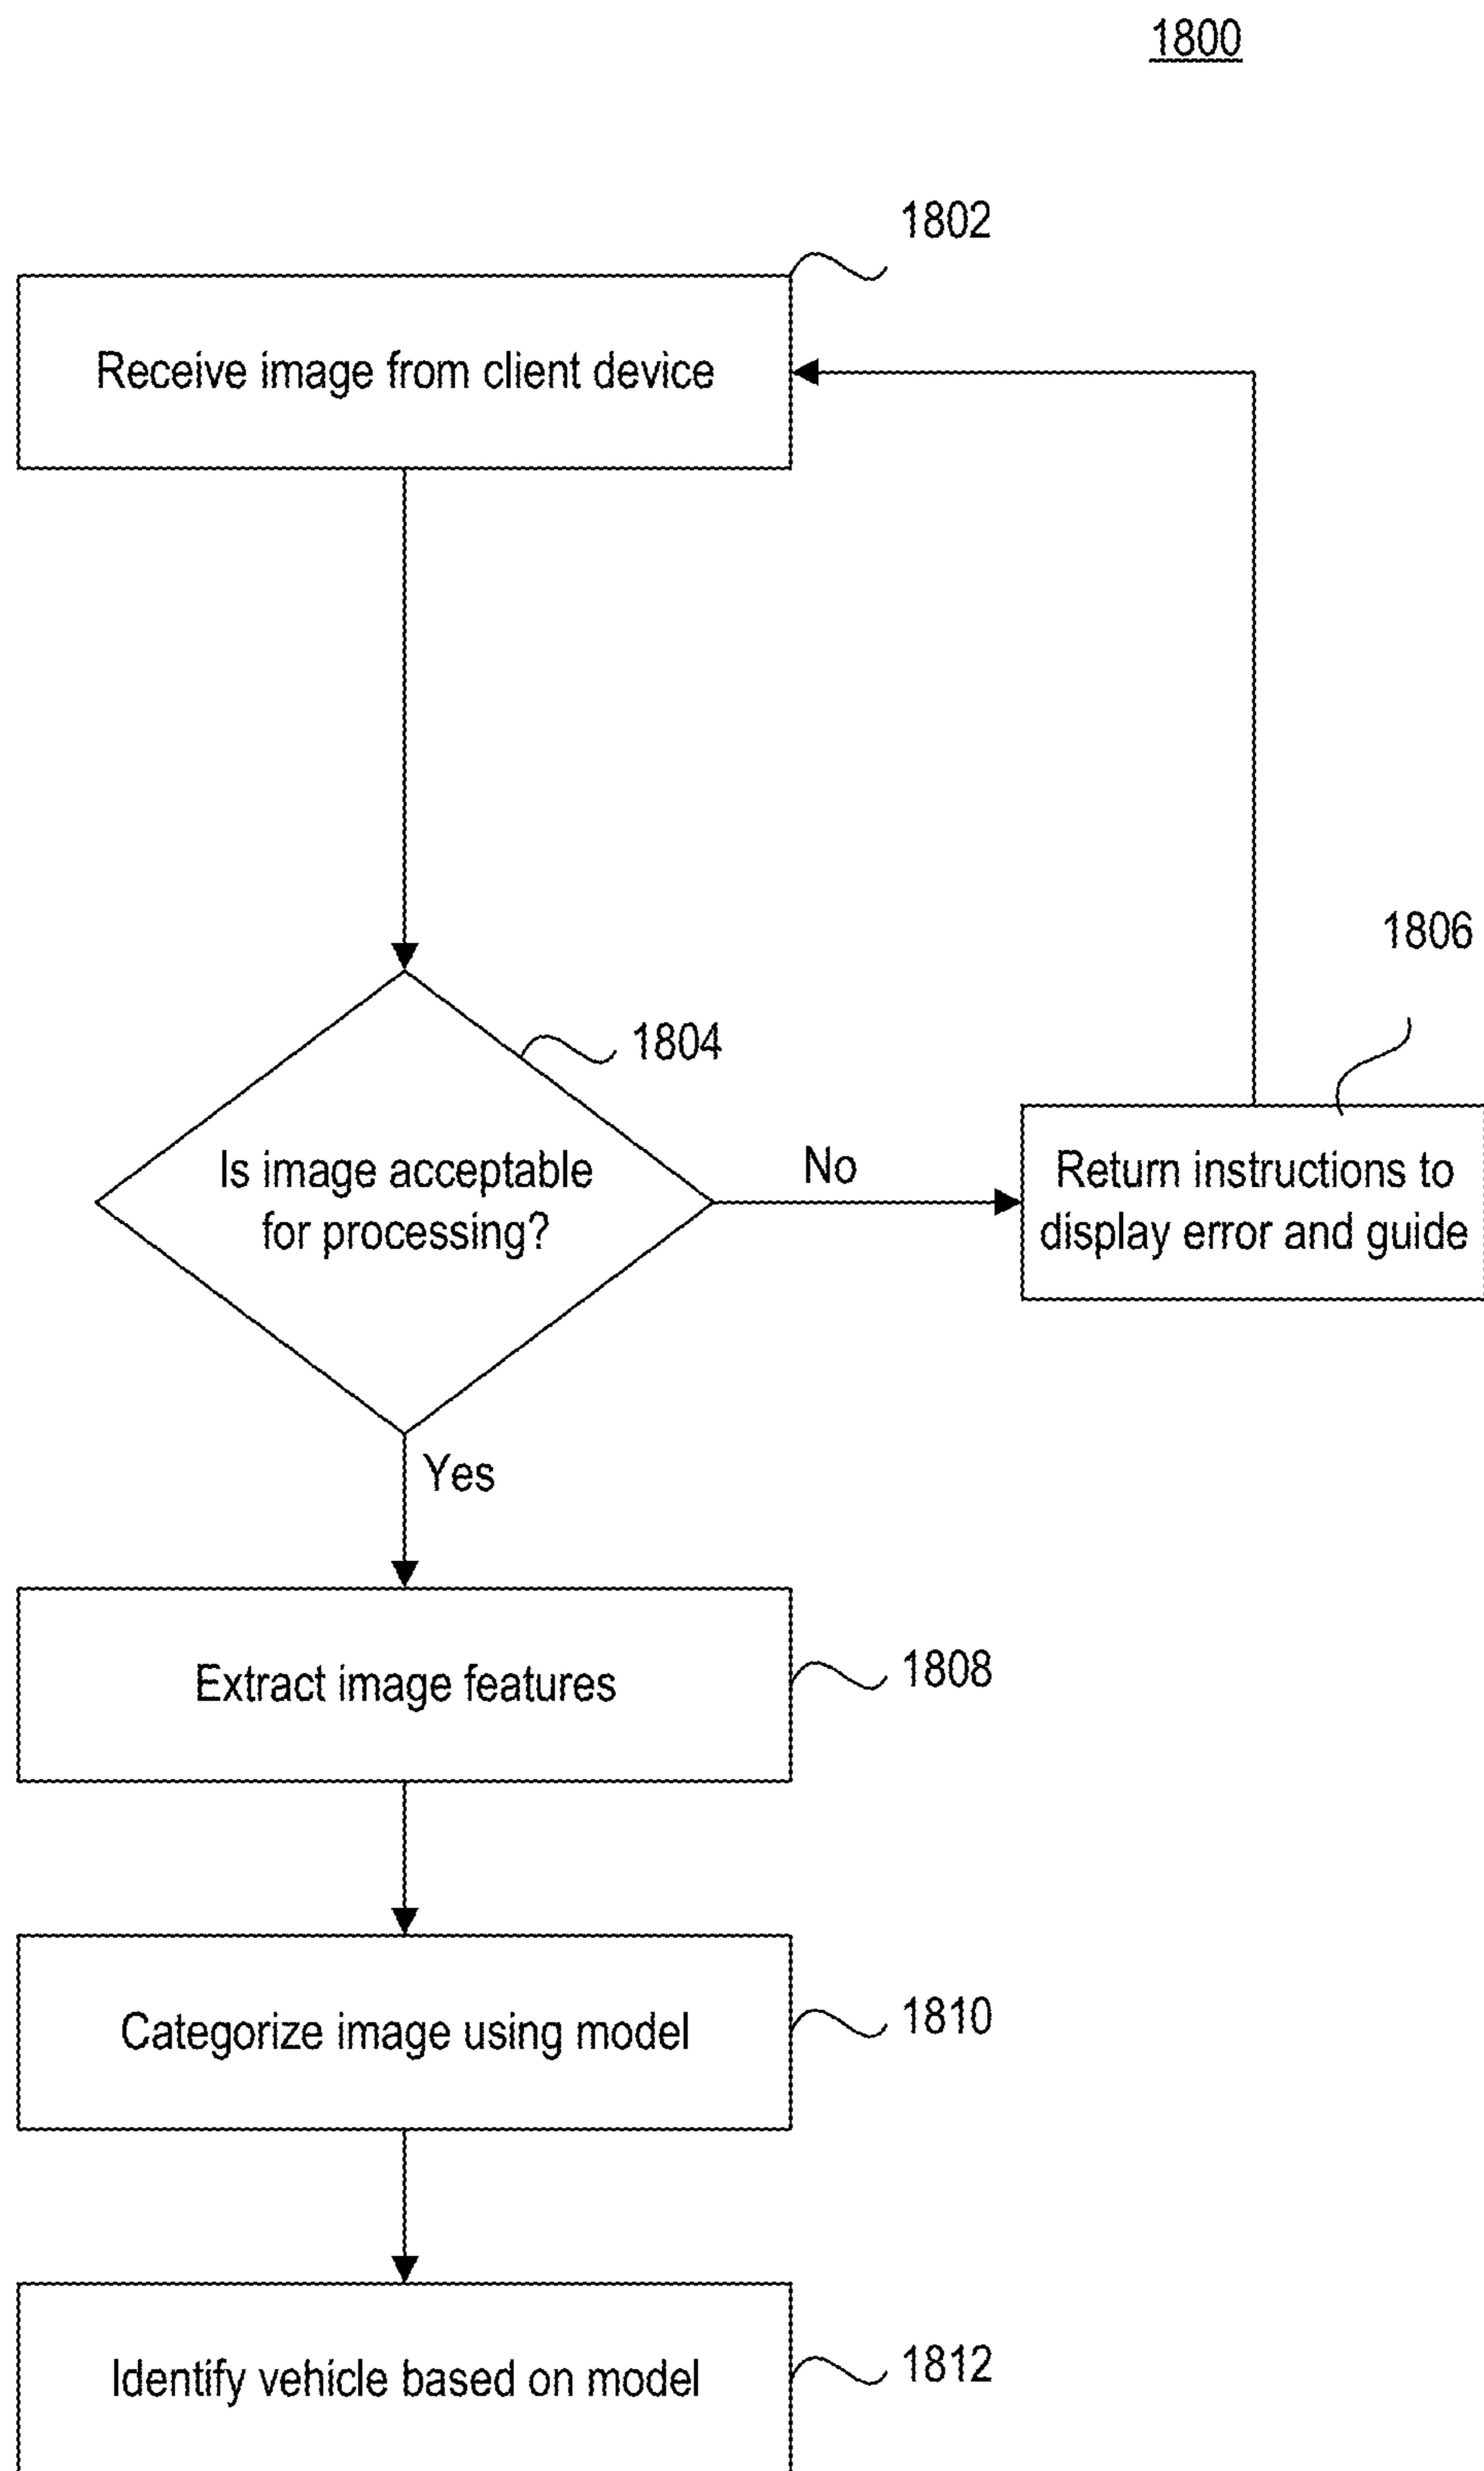 1800
1802
Receive image from client device
1806
1804
Is image acceptable
for processing?
No
Return instructions to
display error and guide
Yes
Extract image features
1808
Categorize image using model
1810
Identify vehicle based on model
1812